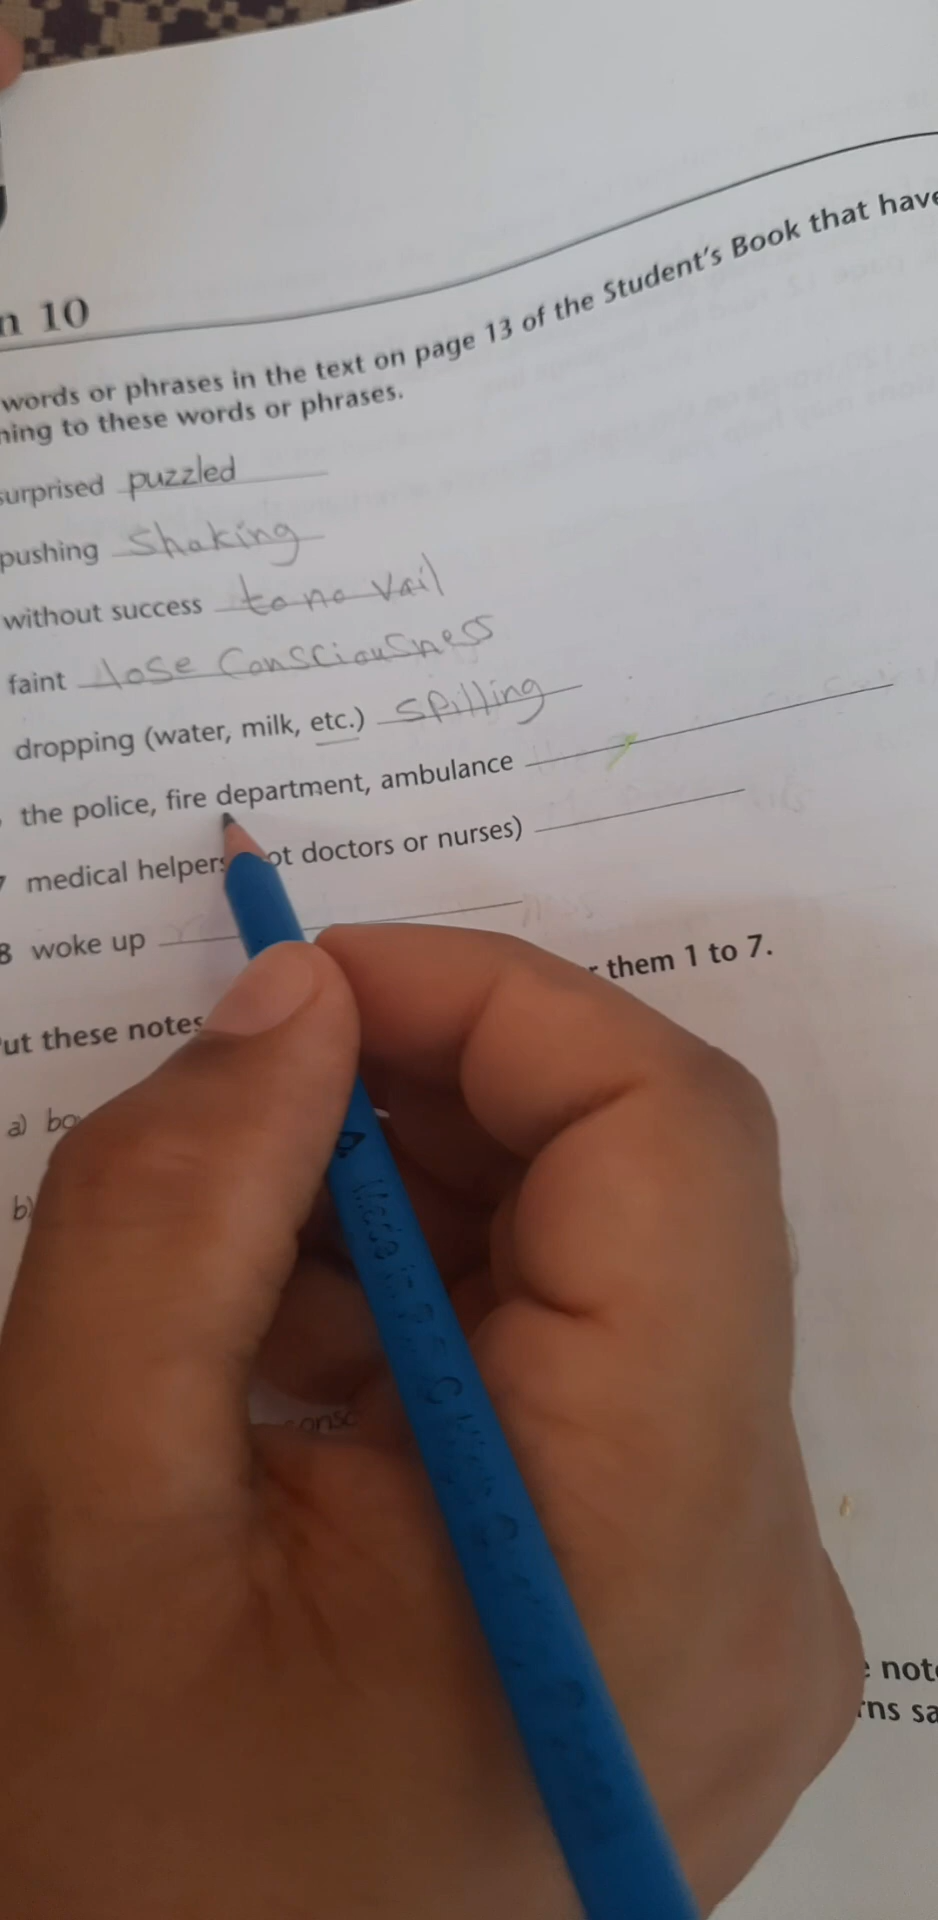 n 10
words or phrases in the text on page 13 of the Student's Book that have
ning to these words or phrases.
surprised puzzled
pushing shaking
without success to no vail
faint lose consciousness
dropping (water, milk, etc.) spilling
the police, fire department, ambulance
7 medical helpers ot doctors or nurses)
8 woke up
ut these notes them 1 to 7.
a) bo
b)
onsc
not
rns sa